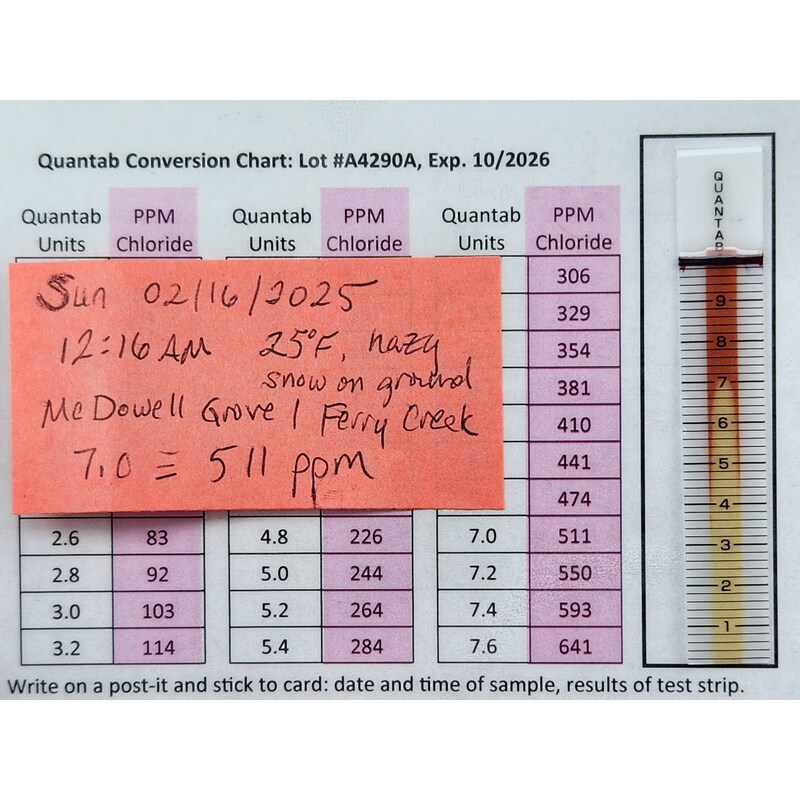 Quantab Conversion Chart: Lot #A4290A, Exp. 10/2026
Quantab Units PPM Chloride Quantab Units PPM Chloride Quantab Units PPM Chloride
306
329
354
381
410
441
474
Sun 02/16/2025
12:16 AM 25°F, hazy
snow on ground
McDowell Grove | Ferry Creek
7.0 ≡ 511 ppm
2.6 83 4.8 226 7.0 511
2.8 92 5.0 244 7.2 550
3.0 103 5.2 264 7.4 593
3.2 114 5.4 284 7.6 641
QUANTAB
9
8
7
6
5
4
3
2
1
Write on a post-it and stick to card: date and time of sample, results of test strip.